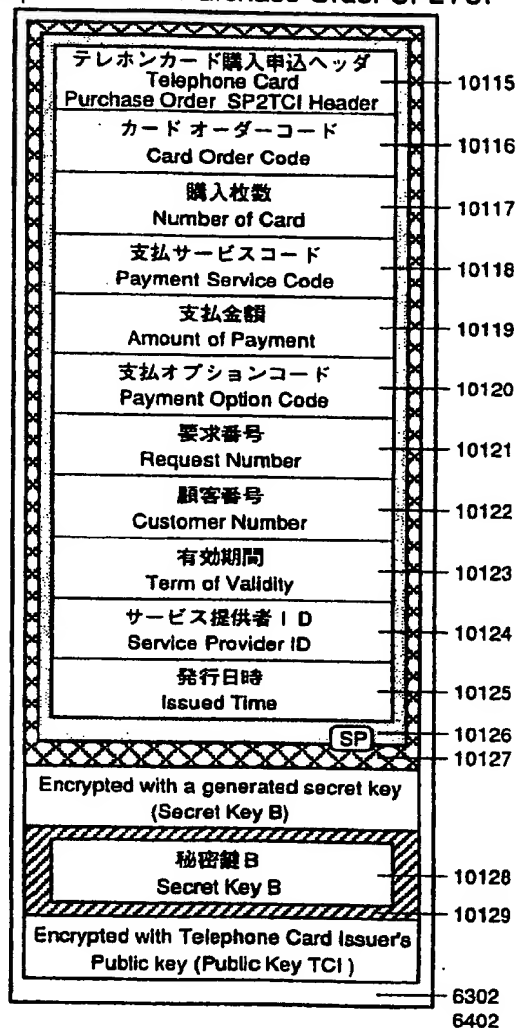 Purchase Order SP2TCI
テレホンカード購入申込ヘッダ
Telephone Card
Purchase Order SP2TCI Header
10115
カード オーダーコード
Card Order Code
10116
購入枚数
Number of Card
10117
支払サービスコード
Payment Service Code
10118
支払金額
Amount of Payment
10119
支払オプションコード
Payment Option Code
10120
要求番号
Request Number
10121
顧客番号
Customer Number
10122
有効期間
Term of Validity
10123
サービス提供者ID
Service Provider ID
10124
発行日時
Issued Time
10125
SP
10126
10127
Encrypted with a generated secret key
(Secret Key B)
秘密鍵B
Secret Key B
10128
10129
Encrypted with Telephone Card Issuer's
Public key (Public Key TCI)
6302
6402